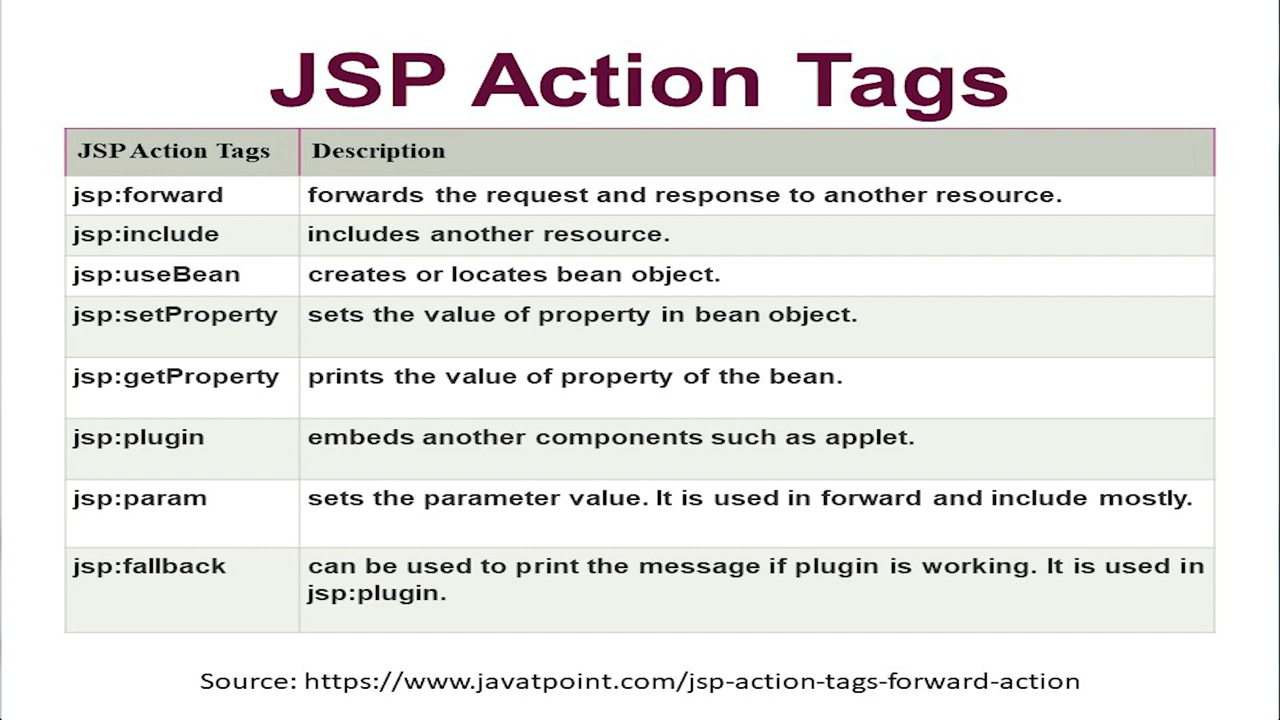 JSP Action Tags
JSP Action Tags Description
jsp:forward forwards the request and response to another resource.
jsp:include includes another resource.
jsp:useBean creates or locates bean object.
jsp:setProperty sets the value of property in bean object.
jsp:getProperty prints the value of property of the bean.
jsp:plugin embeds another components such as applet.
jsp:param sets the parameter value. It is used in forward and include mostly.
jsp:fallback can be used to print the message if plugin is working. It is used in
jsp:plugin.
Source: https://www.javatpoint.com/jsp-action-tags-forward-action